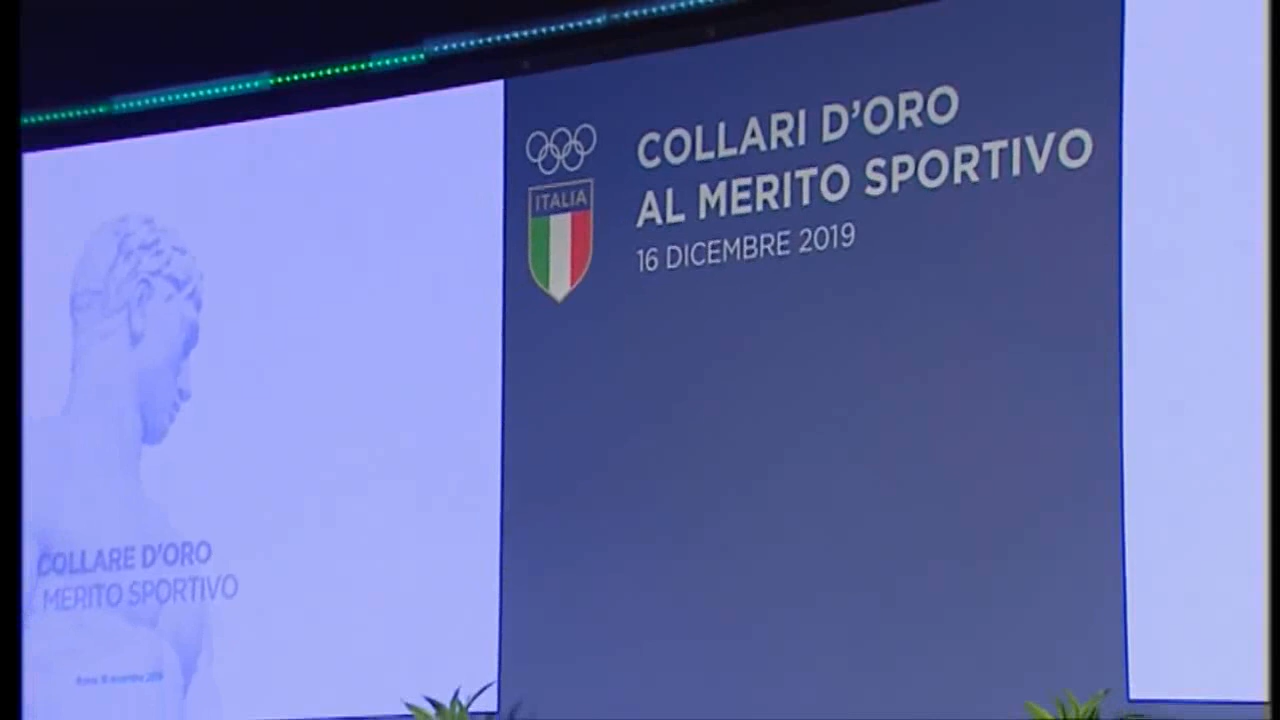 COLLARI D'ORO
AL MERITO SPORTIVO
16 DICEMBRE 2019
ITALIA
COLLARE D'ORO
MERITO SPORTIVO